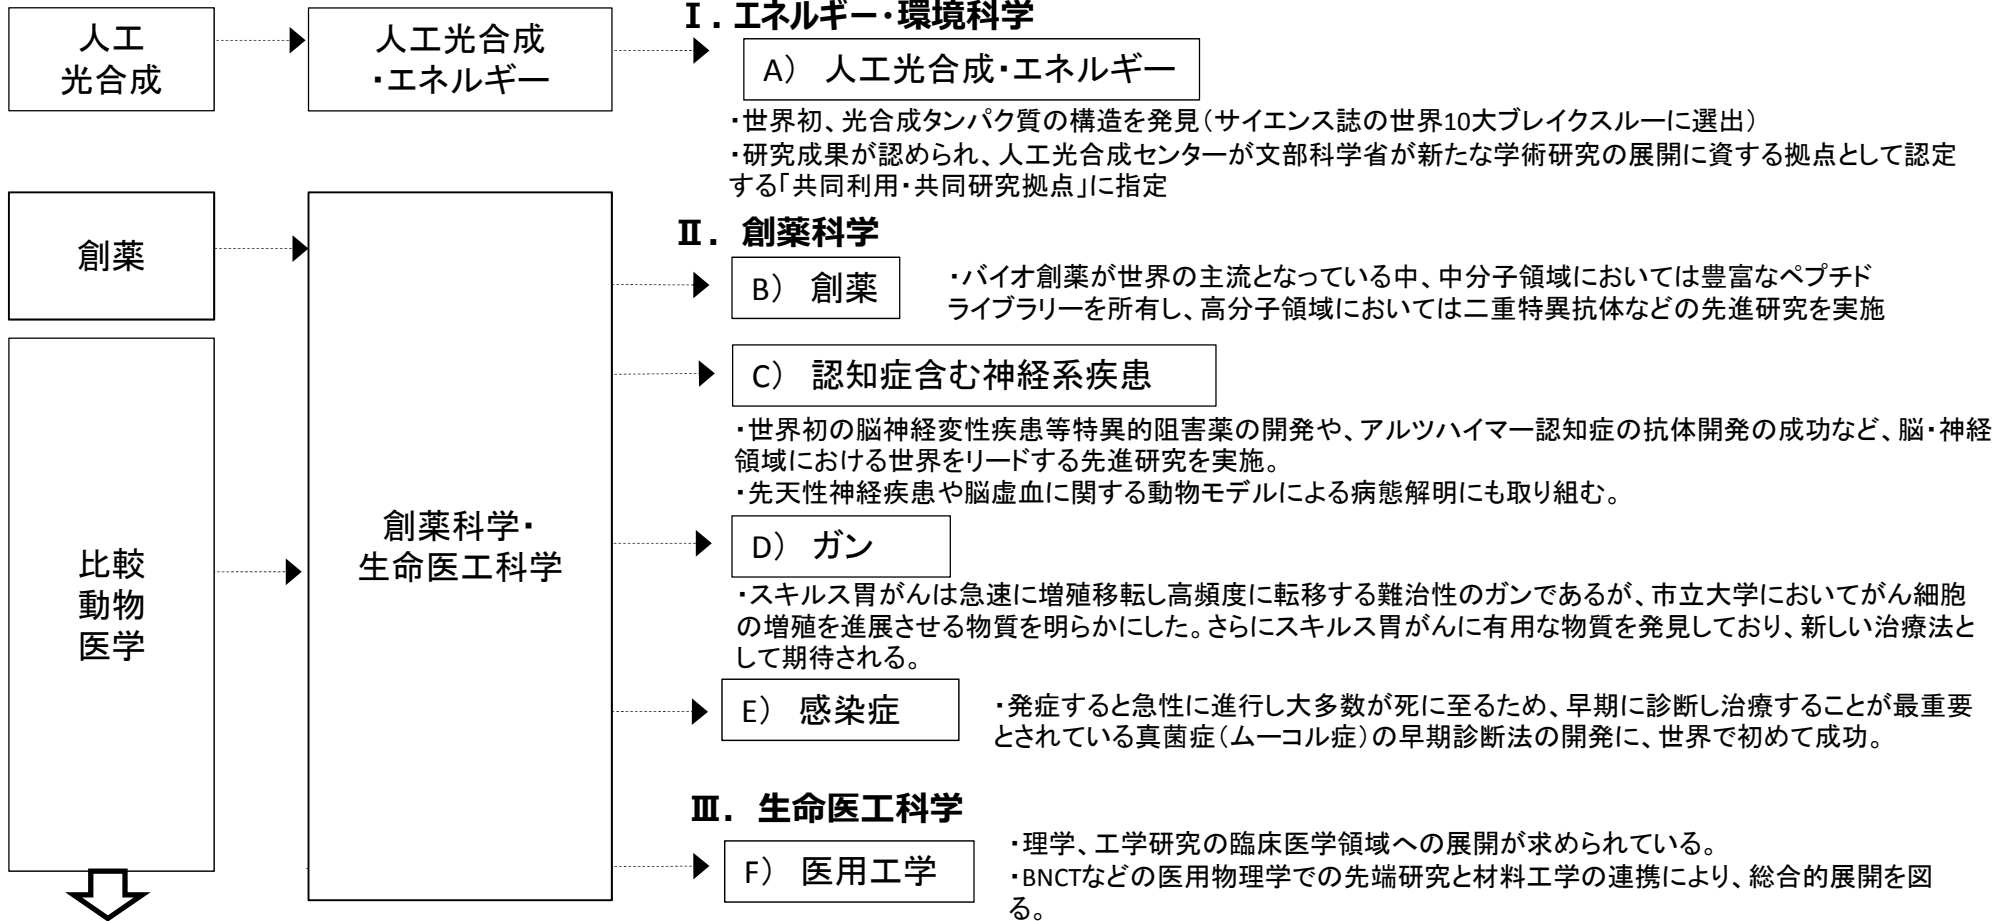 人工
光合成
人工光合成
・エネルギー
Ⅰ．エネルギー・環境科学
A） 人工光合成・エネルギー
・世界初、光合成タンパク質の構造を発見（サイエンス誌の世界10大ブレイクスルーに選出）
・研究成果が認められ、人工光合成センターが文部科学省が新たな学術研究の展開に資する拠点として認定
する「共同利用・共同研究拠点」に指定
創薬
比較
動物
医学
創薬科学・
生命医工科学
Ⅱ． 創薬科学
B） 創薬
・バイオ創薬が世界の主流となっている中、中分子領域においては豊富なペプチド
ライブラリーを所有し、高分子領域においては二重特異抗体などの先進研究を実施
C） 認知症含む神経系疾患
・世界初の脳神経変性疾患等特異的阻害薬の開発や、アルツハイマー認知症の抗体開発の成功など、脳・神経
領域における世界をリードする先進研究を実施。
・先天性神経疾患や脳虚血に関する動物モデルによる病態解明にも取り組む。
D） ガン
・スキルス胃がんは急速に増殖移転し高頻度に転移する難治性のガンであるが、市立大学においてがん細胞
の増殖を進展させる物質を明らかにした。さらにスキルス胃がんに有用な物質を発見しており、新しい治療法と
して期待される。
E） 感染症
・発症すると急性に進行し大多数が死に至るため、早期に診断し治療することが最重要
とされている真菌症（ムーコル症）の早期診断法の開発に、世界で初めて成功。
Ⅲ． 生命医工科学
F） 医用工学
・理学、工学研究の臨床医学領域への展開が求められている。
・BNCTなどの医用物理学での先端研究と材料工学の連携により、総合的展開を図
る。